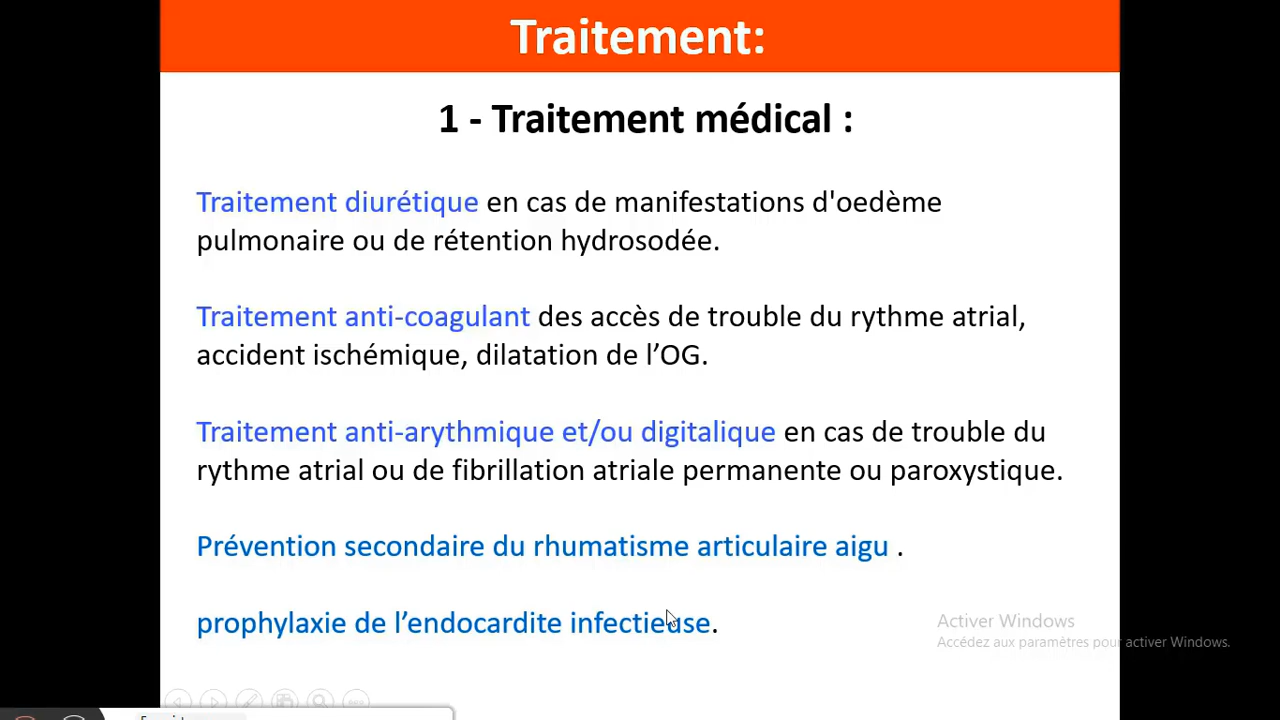 Traitement:
1 - Traitement médical :
Traitement diurétique en cas de manifestations d'oedème
pulmonaire ou de rétention hydrosodée.
Traitement anti-coagulant des accès de trouble du rythme atrial,
accident ischémique, dilatation de l’OG.
Traitement anti-arythmique et/ou digitalique en cas de trouble du
rythme atrial ou de fibrillation atriale permanente ou paroxystique.
Prévention secondaire du rhumatisme articulaire aigu .
prophylaxie de l’endocardite infectieuse.
Activer Windows
Accédez aux paramètres pour activer Windows.